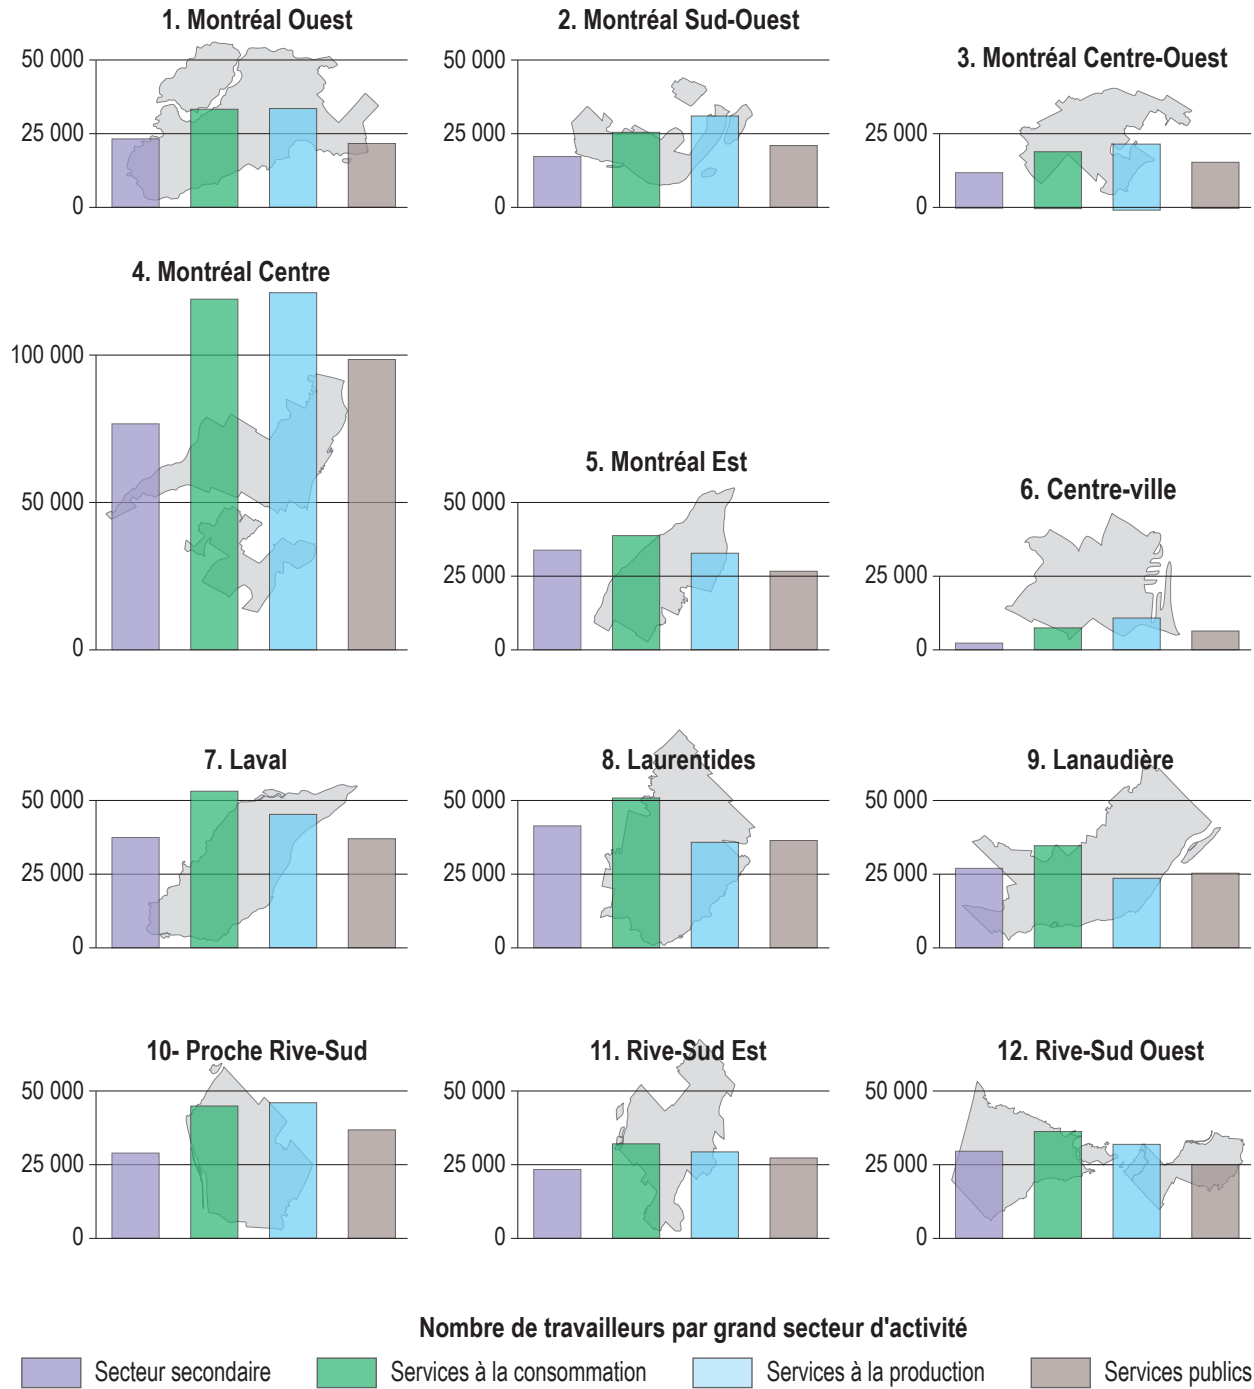 1. Montréal Ouest
50 000
25 000
0
2. Montréal Sud-Ouest
50 000
25 000
0
3. Montréal Centre-Ouest
25 000
0
4. Montréal Centre
100 000
50 000
0
5. Montréal Est
50 000
25 000
0
6. Centre-ville
25 000
0
7. Laval
50 000
25 000
0
8. Laurentides
50 000
25 000
0
9. Lanaudière
50 000
25 000
0
10- Proche Rive-Sud
50 000
25 000
0
11. Rive-Sud Est
50 000
25 000
0
12. Rive-Sud Ouest
50 000
25 000
0
Nombre de travailleurs par grand secteur d'activité
Secteur secondaire
Services à la consommation
Services à la production
Services publics